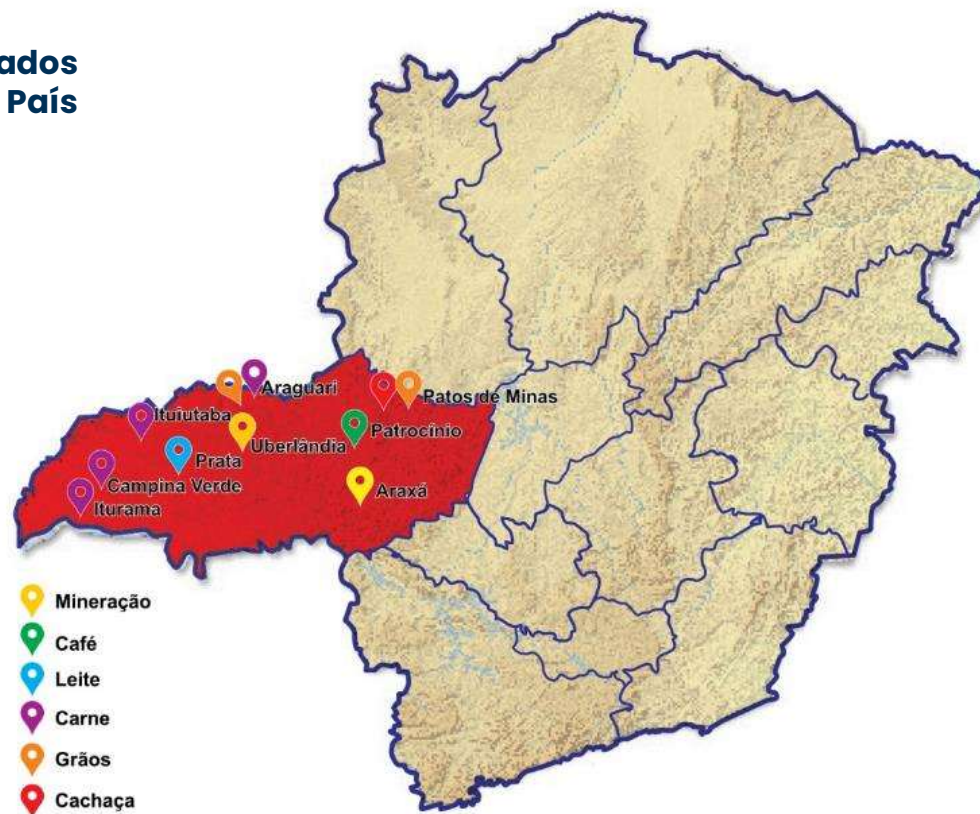 ados
País
Araguari
Patos de Minas
Ituiutaba
Patrocínio
Uberlândia
Prata
Campina Verde
Araxá
Iturama
Mineração
Café
Leite
Carne
Grãos
Cachaça